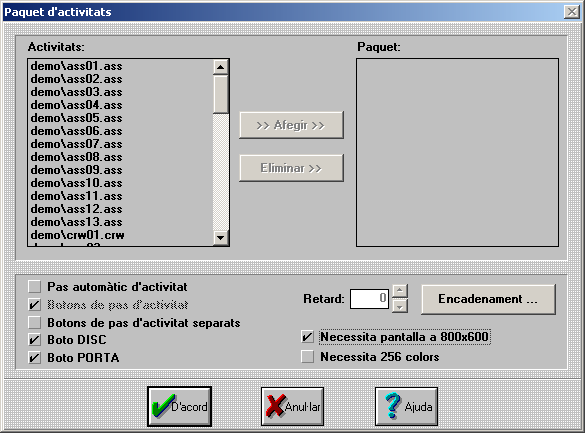 Paquet d'activitats
Activitats:
Paquet:
demo\ass01.ass
demo\ass02.ass
demo\ass03.ass
demo\ass04.ass
demo\ass05.ass
demo\ass06.ass
demo\ass07.ass
demo\ass08.ass
demo\ass09.ass
demo\ass10.ass
demo\ass11.ass
demo\ass12.ass
demo\ass13.ass
demo\crw01.crw
>> Afegir >>
Eliminar >>
Pas automàtic d'activitat
Botons de pas d'activitat
Botons de pas d'activitat separats
Boto DISC
Boto PORTA
Retard: 0
Encadenament ...
Necessita pantalla a 800x600
Necessita 256 colors
D'acord
Anul·lar
Ajuda